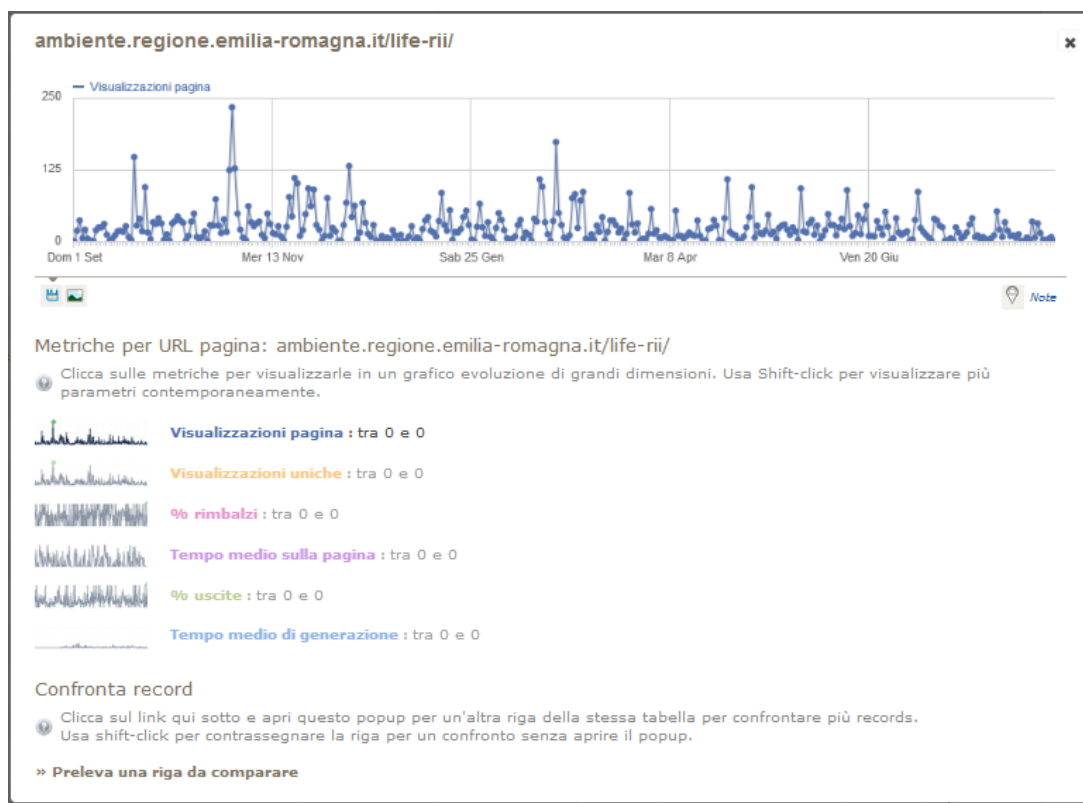 ambiente.regione.emilia-romagna.it/life-rii/
Visualizzazioni pagina
250
125
0
Dom 1 Set Mer 13 Nov Sab 25 Gen Mar 8 Apr Ven 20 Giu
Note
Metriche per URL pagina: ambiente.regione.emilia-romagna.it/life-rii/
Clicca sulle metriche per visualizzarle in un grafico evoluzione di grandi dimensioni. Usa Shift-click per visualizzare più
parametri contemporaneamente.
Visualizzazioni pagina : tra 0 e 0
Visualizzazioni uniche : tra 0 e 0
% rimbalzi : tra 0 e 0
Tempo medio sulla pagina : tra 0 e 0
% uscite : tra 0 e 0
Tempo medio di generazione : tra 0 e 0
Confronta record
Clicca sul link qui sotto e apri questo popup per un'altra riga della stessa tabella per confrontare più records.
Usa shift-click per contrassegnare la riga per un confronto senza aprire il popup.
» Preleva una riga da comparare